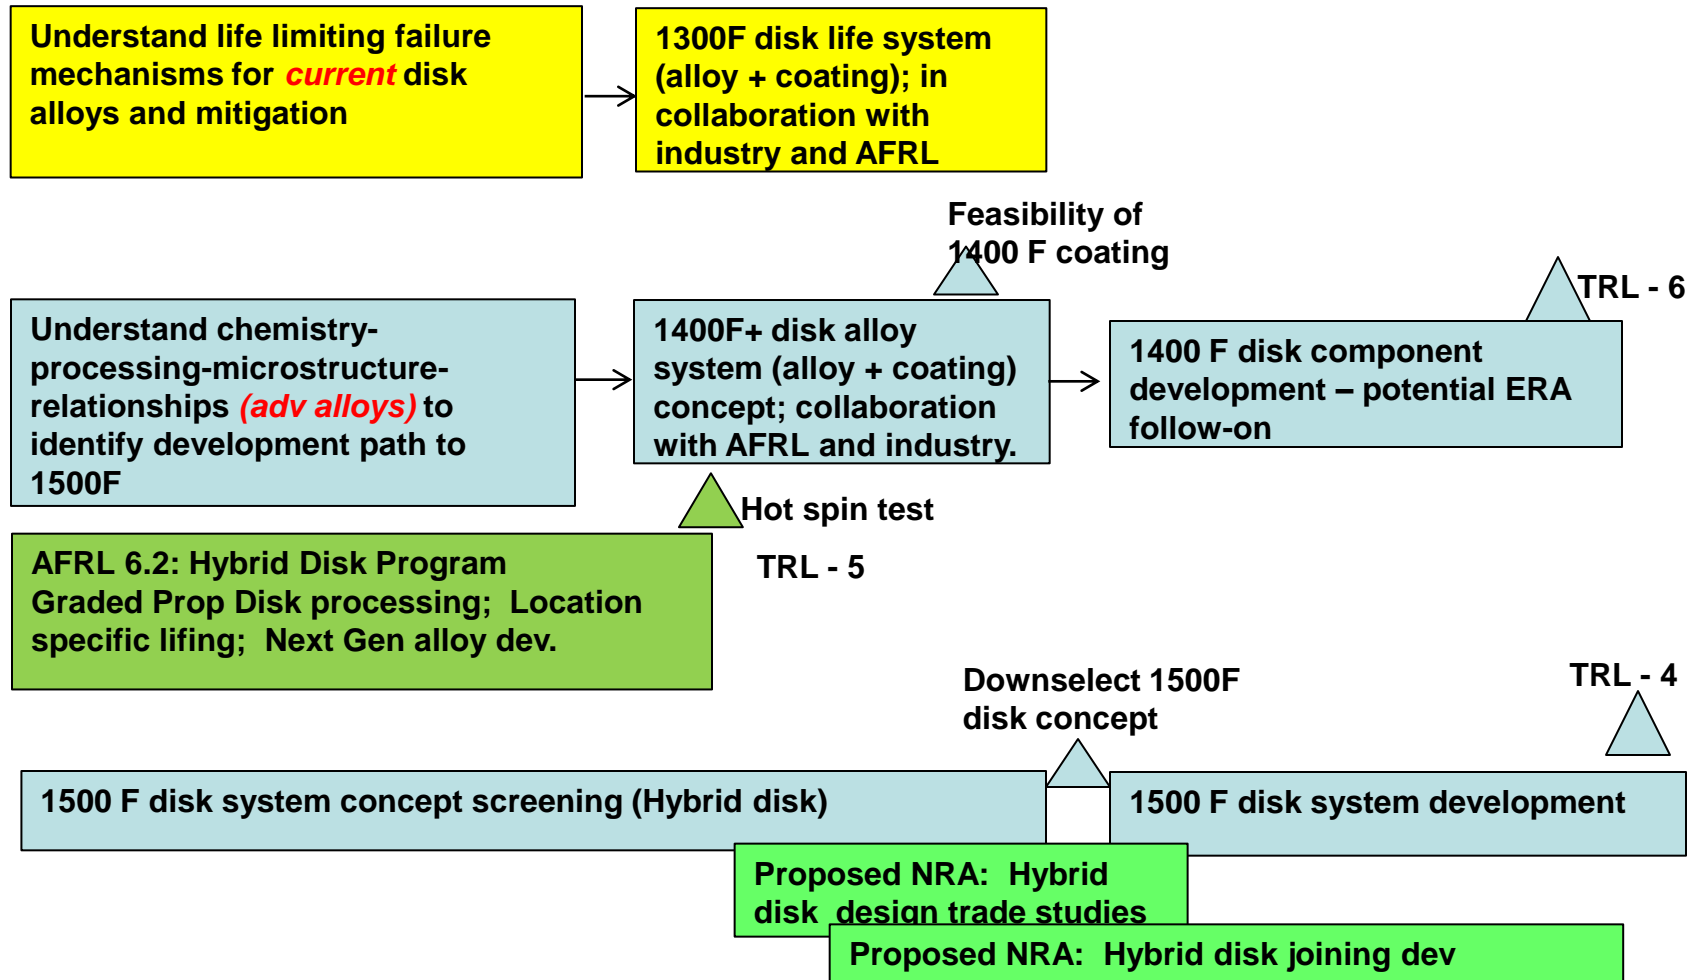 Understand life limiting failure
mechanisms for current disk
alloys and mitigation
1300F disk life system
(alloy + coating); in
collaboration with
industry and AFRL
Feasibility of
1400 F coating
TRL - 6
Understand chemistry-
processing-microstructure-
relationships (adv alloys) to
identify development path to
1500F
1400F+ disk alloy
system (alloy + coating)
concept; collaboration
with AFRL and industry.
1400 F disk component
development – potential ERA
follow-on
Hot spin test
TRL - 5
AFRL 6.2: Hybrid Disk Program
Graded Prop Disk processing; Location
specific lifing; Next Gen alloy dev.
Downselect 1500F
disk concept
TRL - 4
1500 F disk system concept screening (Hybrid disk)
1500 F disk system development
Proposed NRA: Hybrid
disk design trade studies
Proposed NRA: Hybrid disk joining dev